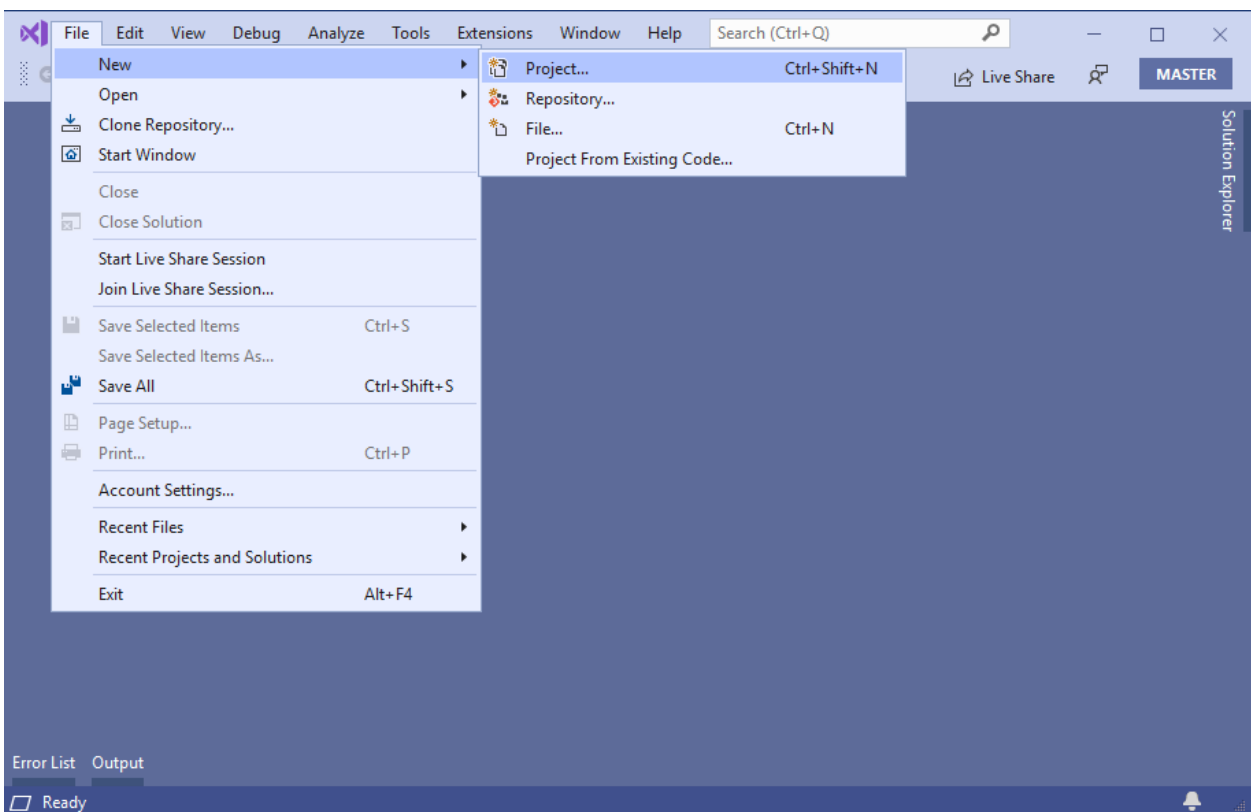 File Edit View Debug Analyze Tools Extensions Window Help Search (Ctrl+Q)
Live Share MASTER
New
Open
Clone Repository...
Start Window
Close
Close Solution
Start Live Share Session
Join Live Share Session...
Save Selected Items Ctrl+S
Save Selected Items As...
Save All Ctrl+Shift+S
Page Setup...
Print... Ctrl+P
Account Settings...
Recent Files
Recent Projects and Solutions
Exit Alt+F4
Project... Ctrl+Shift+N
Repository...
File... Ctrl+N
Project From Existing Code...
Solution Explorer
Error List Output
Ready